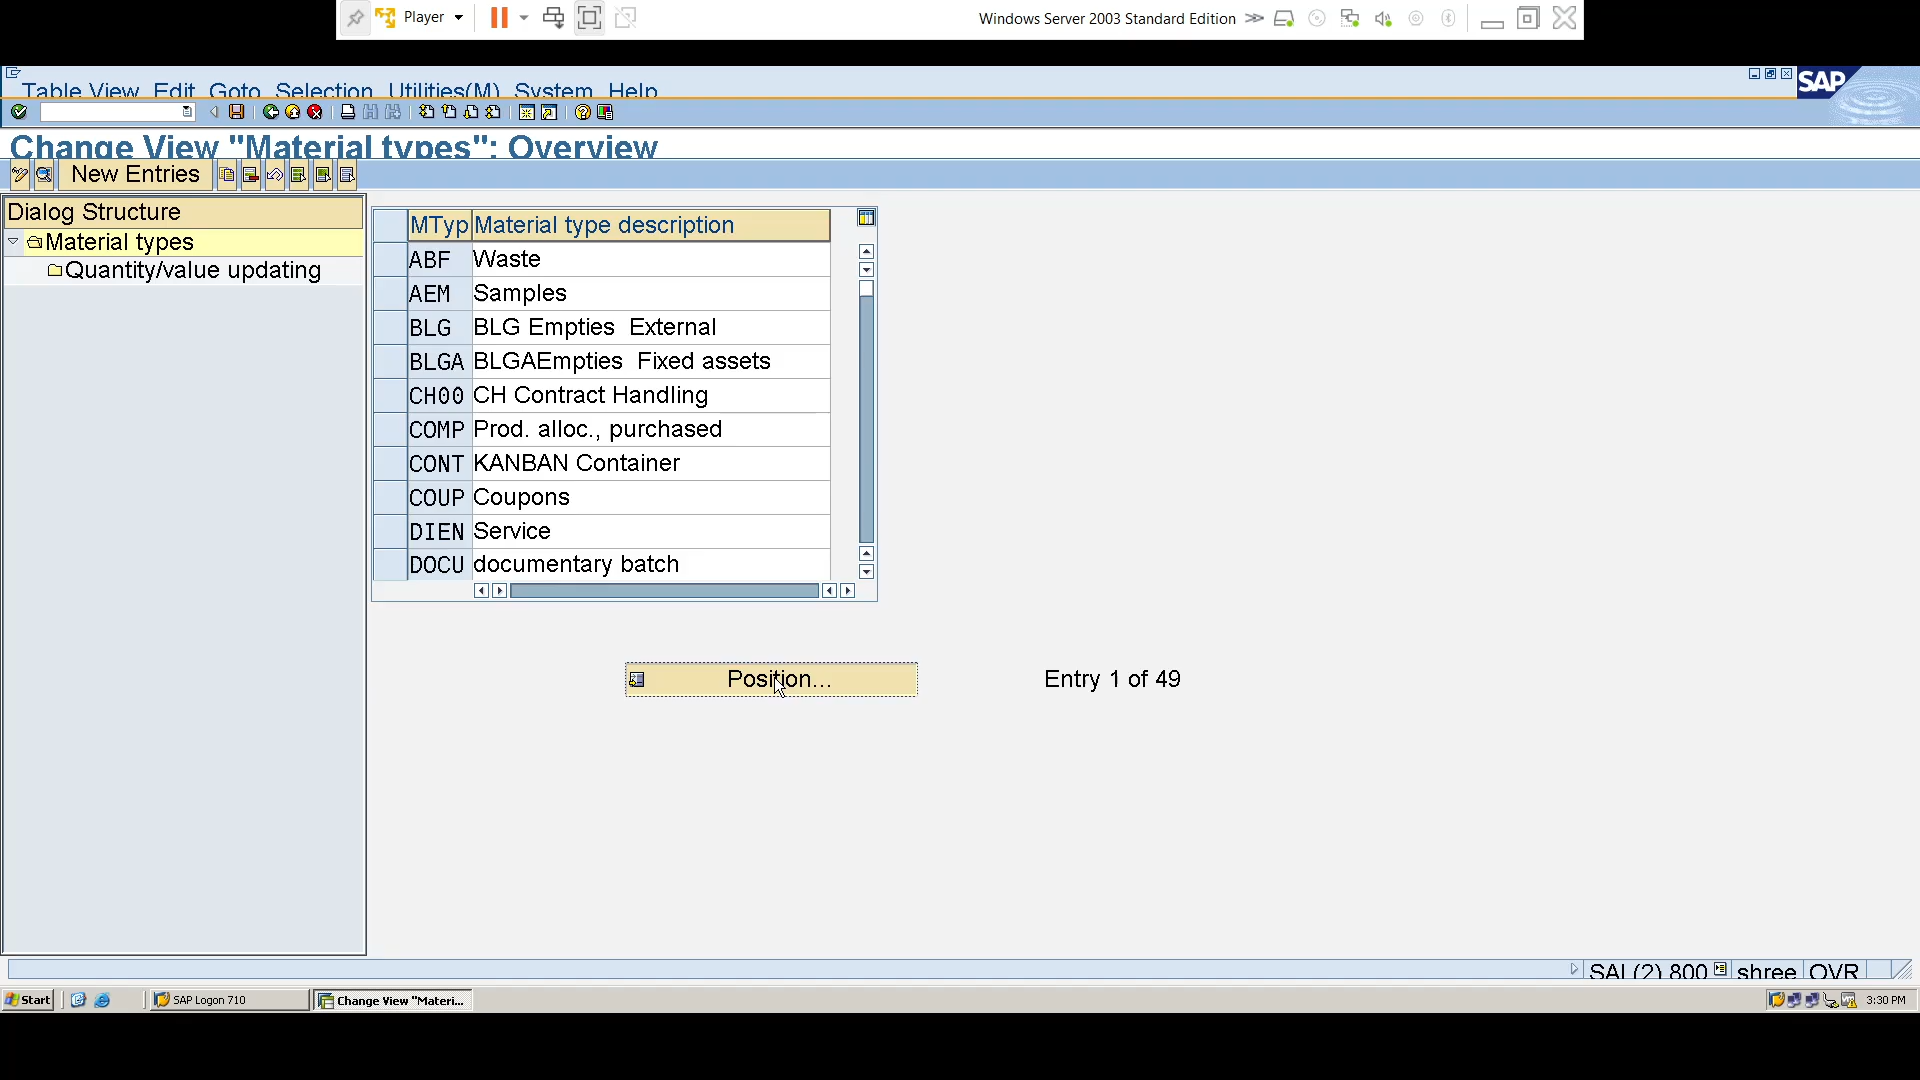 Player
Windows Server 2003 Standard Edition
Table View Edit Goto Selection Utilities(M) System Help
SAP
Change View "Material types": Overview
New Entries
Dialog Structure
Material types
Quantity/value updating
MTyp Material type description
ABF Waste
AEM Samples
BLG BLG Empties External
BLGA BLGAEmpties Fixed assets
CH00 CH Contract Handling
COMP Prod. alloc., purchased
CONT KANBAN Container
COUP Coupons
DIEN Service
DOCU documentary batch
Position...
Entry 1 of 49
SAI (2) 800 shree OVR
Start
SAP Logon 710
Change View "Materi...
3:30 PM